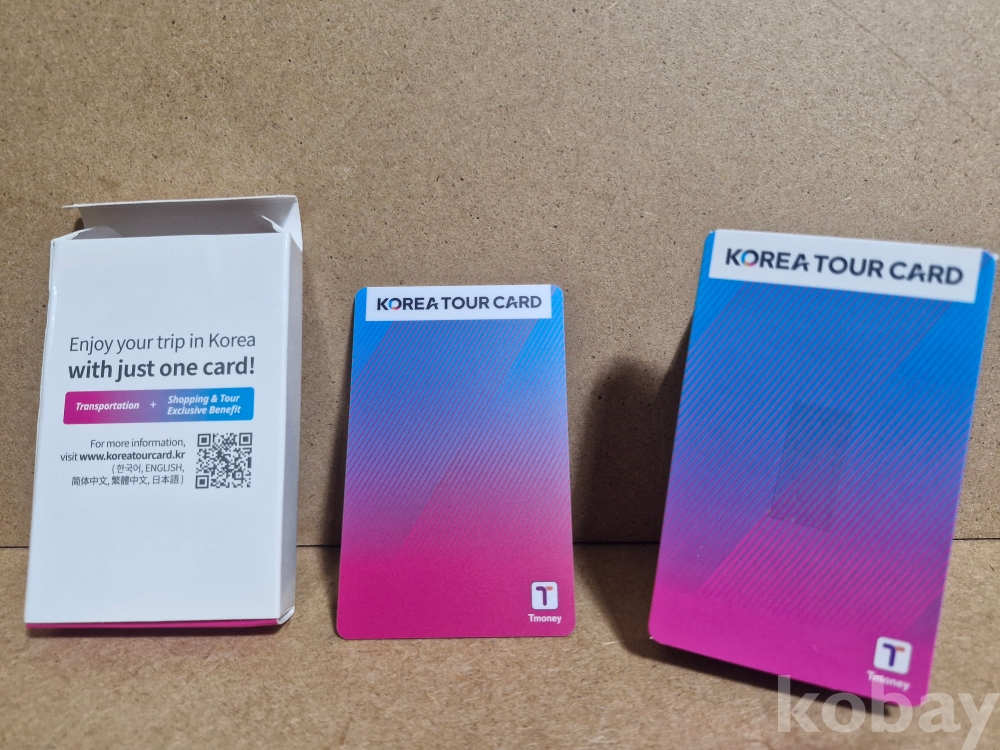 Enjoy your trip in Korea
with just one card!
Transportation + Shopping & Tour
Exclusive Benefit
For more information,
visit www.koreatourcard.kr
( 한국어, ENGLISH,
简体中文, 繁體中文, 日本語 )
KOREA TOUR CARD
T
Tmoney
KOREA TOUR CARD
T
Tmoney
kobay